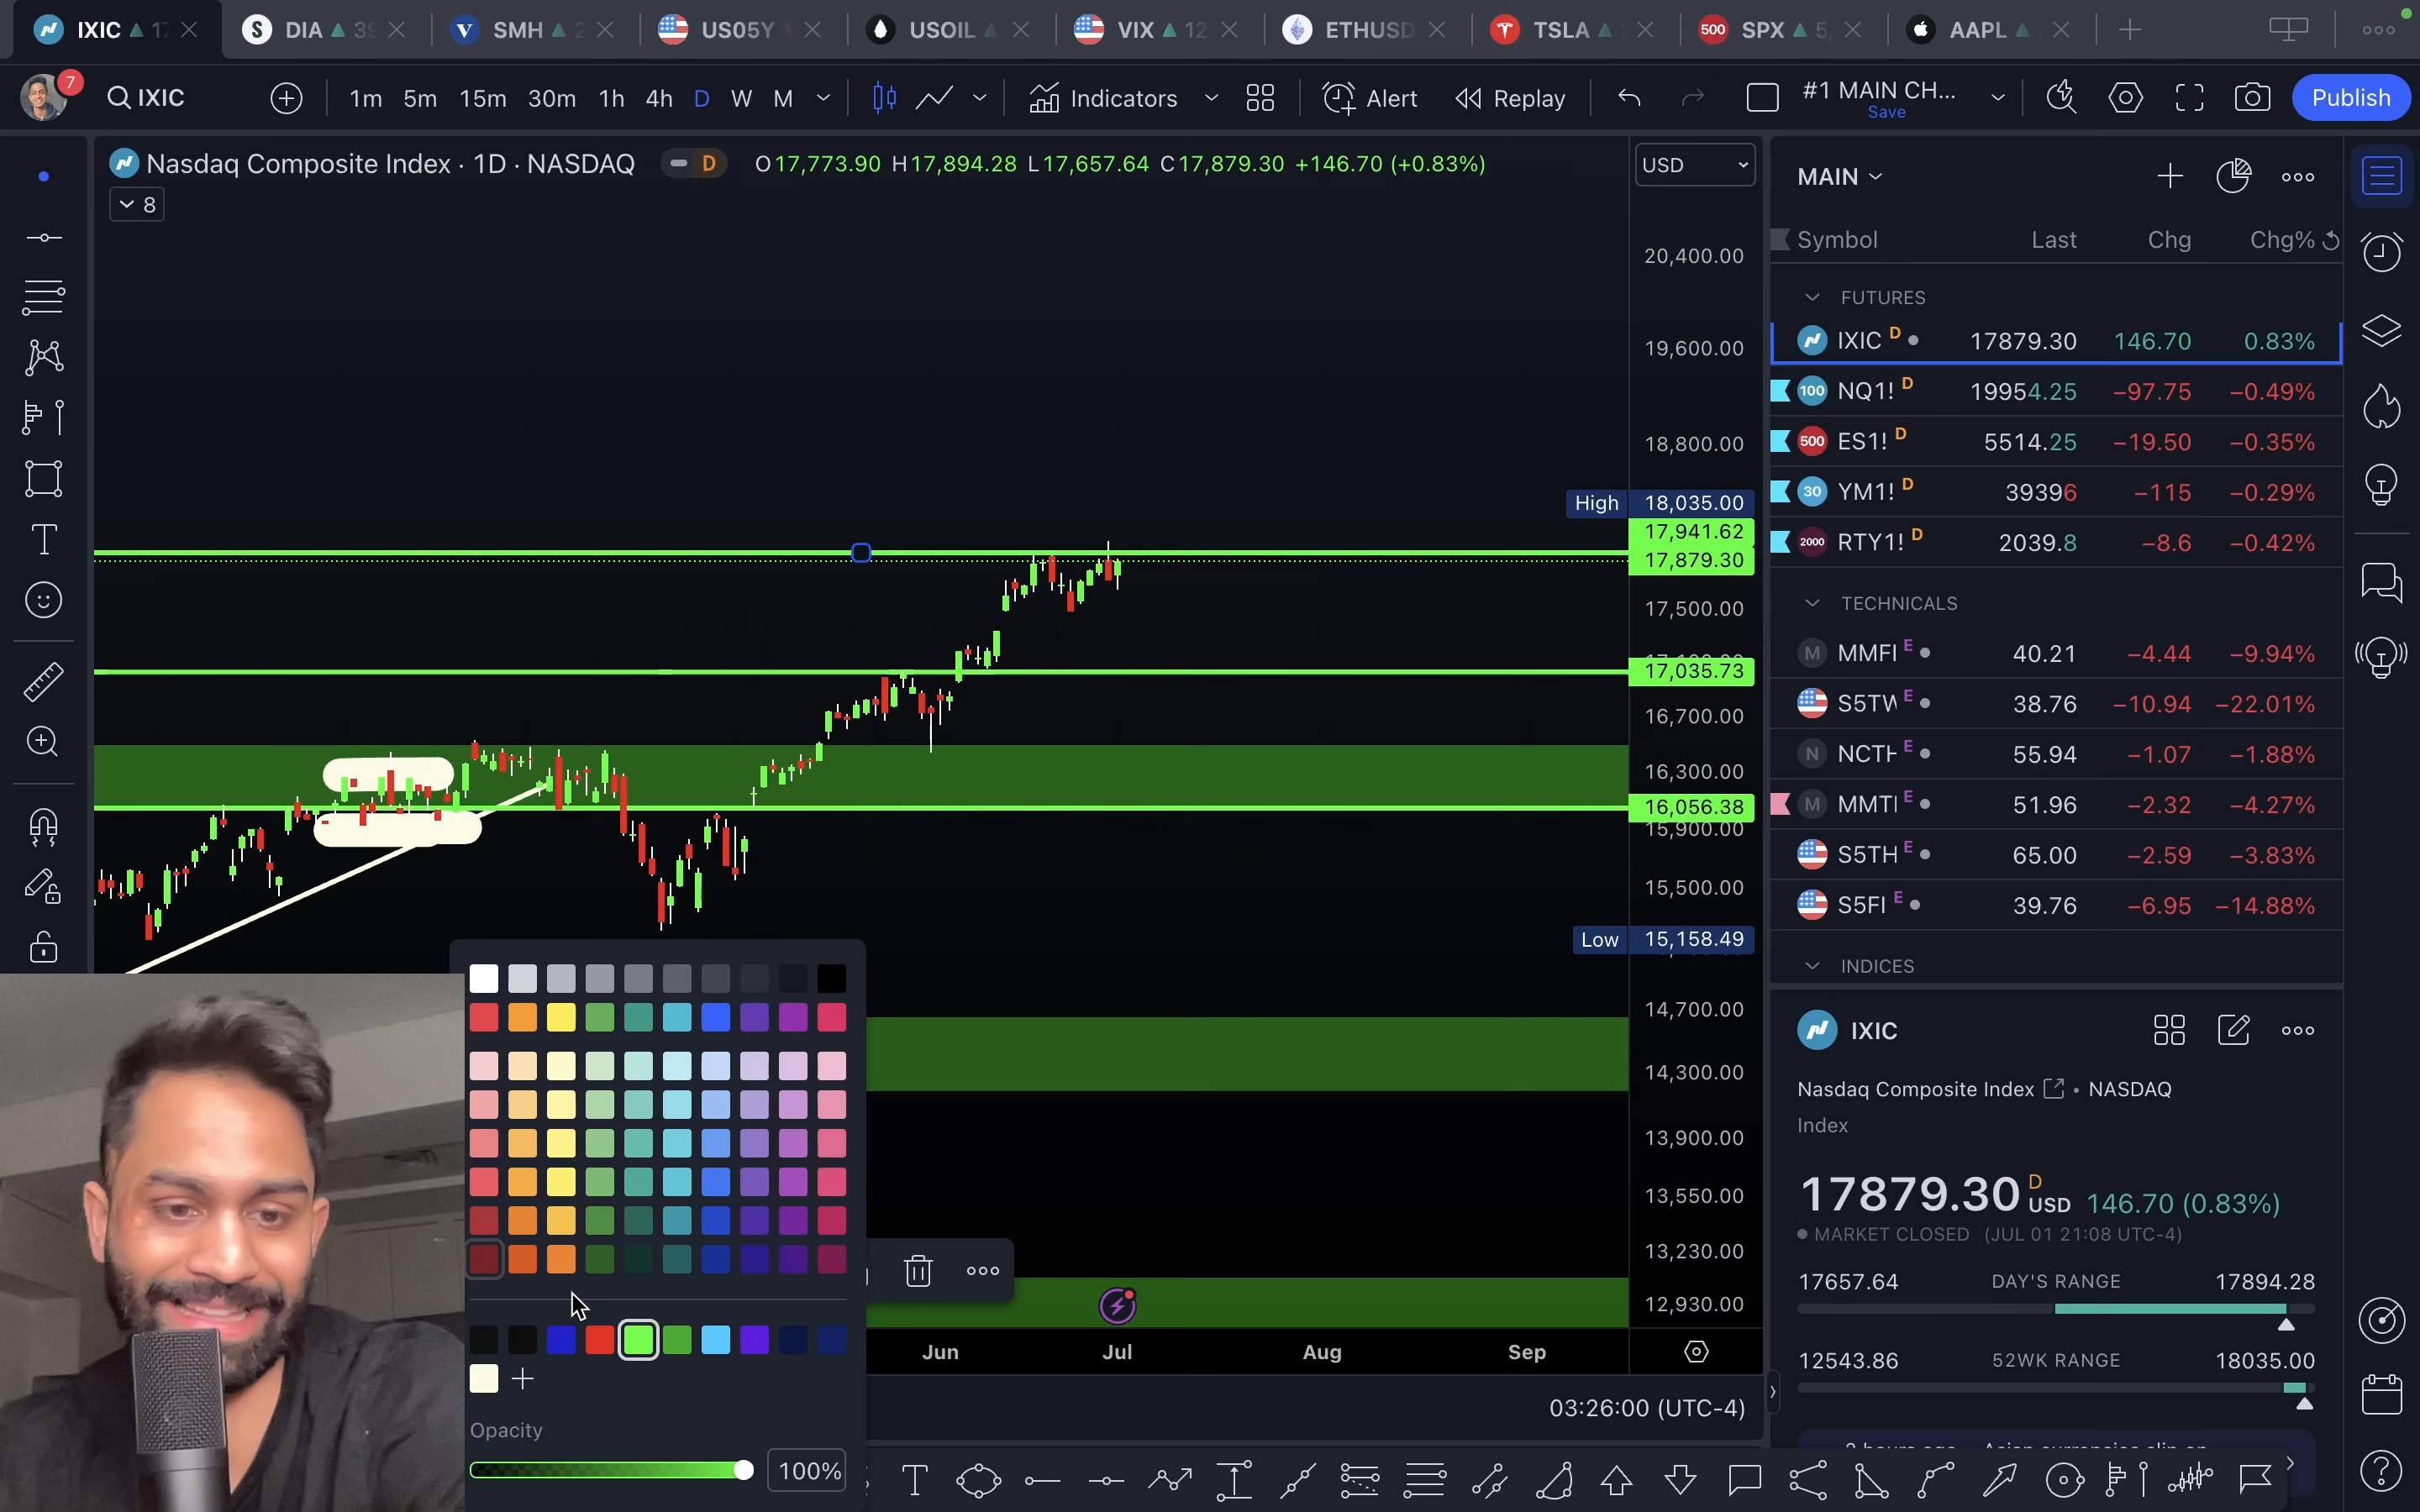 IXIC
DIA
SMH
US05Y
USOIL
VIX
ETHUSD
TSLA
SPX
AAPL
7
IXIC
1m 5m 15m 30m 1h 4h D W M
Indicators
Alert
Replay
#1 MAIN CH...
Save
Publish
Nasdaq Composite Index · 1D · NASDAQ
D
O17,773.90 H17,894.28 L17,657.64 C17,879.30 +146.70 (+0.83%)
8
USD
20,400.00
19,600.00
18,800.00
High 18,035.00
17,941.62
17,879.30
17,500.00
17,035.73
16,700.00
16,300.00
16,056.38
15,900.00
15,500.00
Low 15,158.49
14,700.00
14,300.00
13,900.00
13,550.00
13,230.00
12,930.00
Jun Jul Aug Sep
03:26:00 (UTC-4)
Opacity
100%
MAIN
Symbol Last Chg Chg%
FUTURES
IXIC D 17879.30 146.70 0.83%
100 NQ1! D 19954.25 −97.75 −0.49%
500 ES1! D 5514.25 −19.50 −0.35%
30 YM1! D 39396 −115 −0.29%
2000 RTY1! D 2039.8 −8.6 −0.42%
TECHNICALS
M MMFI E 40.21 −4.44 −9.94%
S5TW E 38.76 −10.94 −22.01%
N NCTH E 55.94 −1.07 −1.88%
M MMTI E 51.96 −2.32 −4.27%
S5TH E 65.00 −2.59 −3.83%
S5FI E 39.76 −6.95 −14.88%
INDICES
IXIC
Nasdaq Composite Index • NASDAQ
Index
17879.30 D USD 146.70 (0.83%)
MARKET CLOSED (JUL 01 21:08 UTC-4)
17657.64 DAY'S RANGE 17894.28
12543.86 52WK RANGE 18035.00